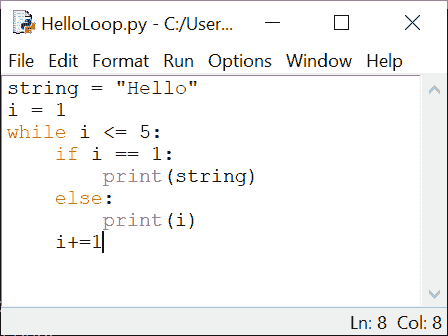 HelloLoop.py - C:/User...
File Edit Format Run Options Window Help
string = "Hello"
i = 1
while i <= 5:
    if i == 1:
        print(string)
    else:
        print(i)
    i+=1
Ln: 8 Col: 8